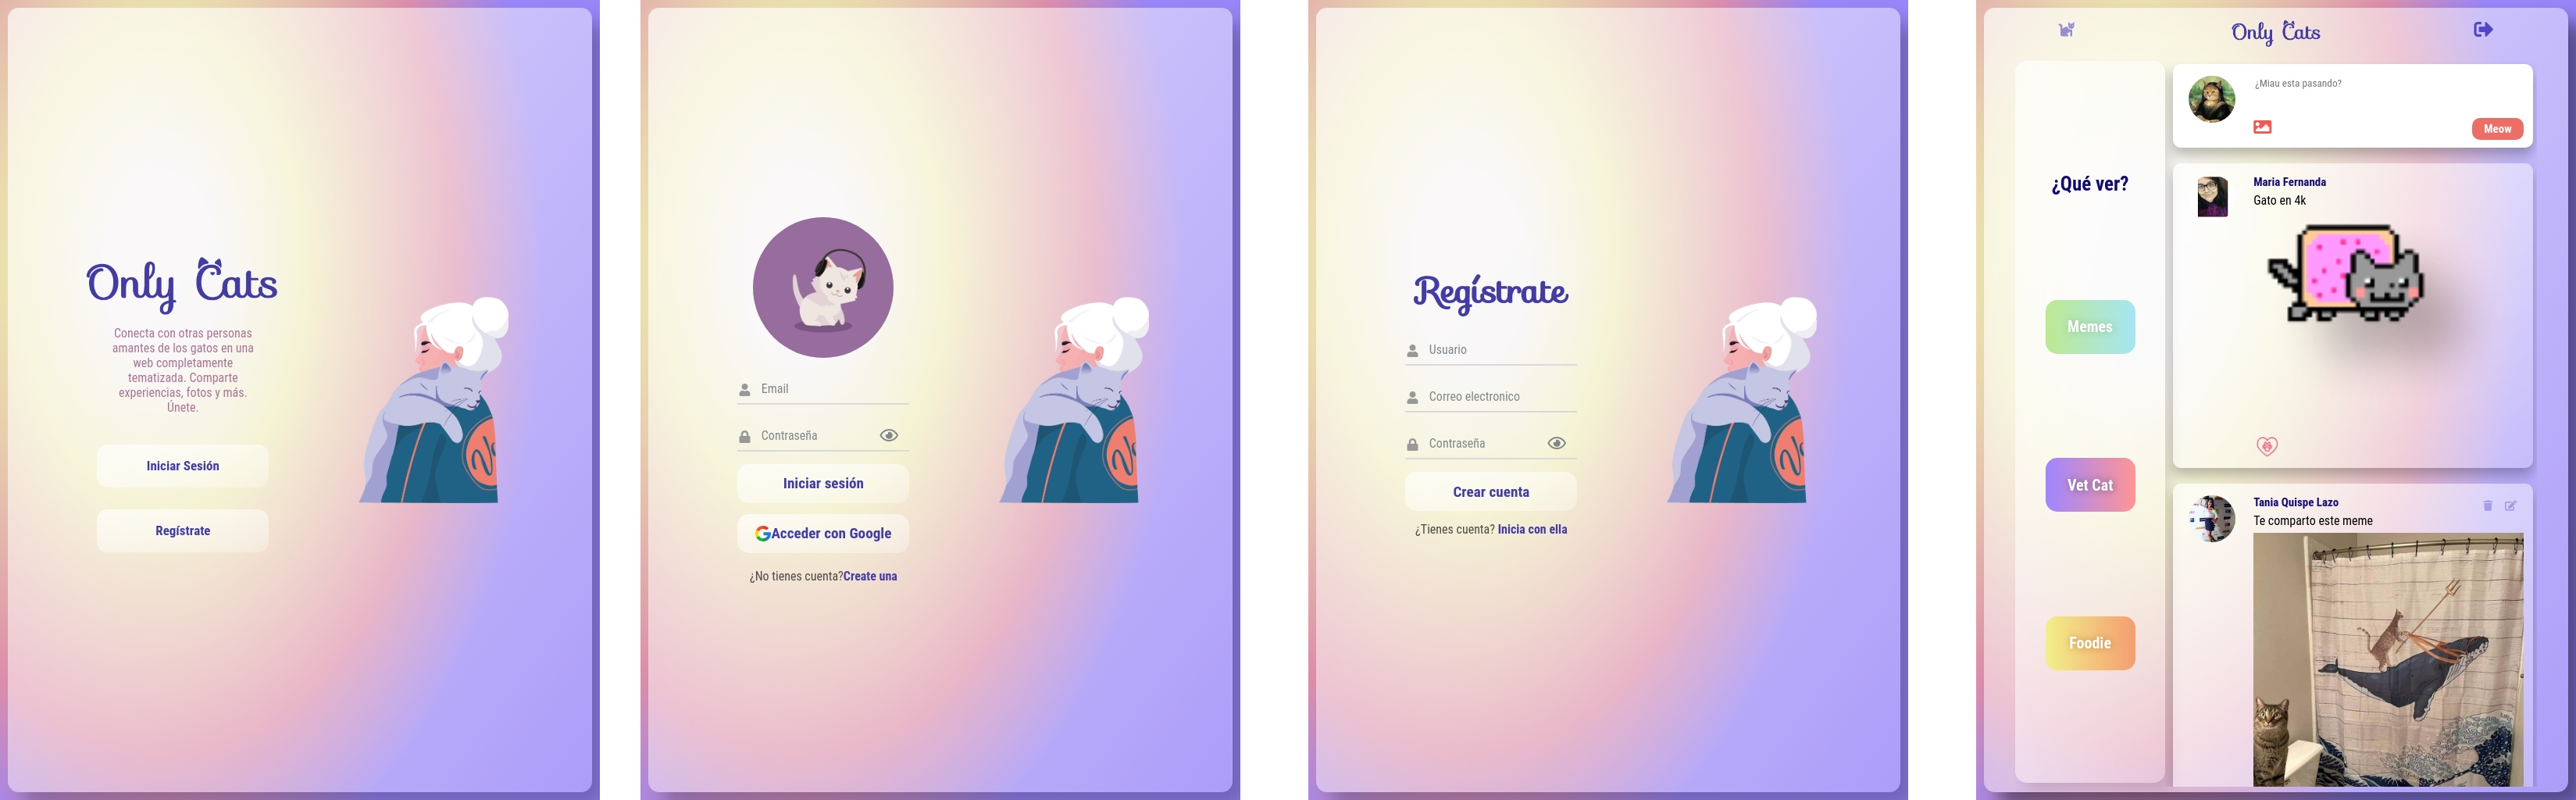 Only Cats
Conecta con otras personas
amantes de los gatos en una
web completamente
tematizada. Comparte
experiencias, fotos y más.
Únete.
Iniciar Sesión
Regístrate
Email
Contraseña
Iniciar sesión
Acceder con Google
¿No tienes cuenta?Create una
Regístrate
Usuario
Correo electronico
Contraseña
Crear cuenta
¿Tienes cuenta? Inicia con ella
Only Cats
¿Qué ver?
Memes
Vet Cat
Foodie
¿Miau esta pasando?
Meow
Maria Fernanda
Gato en 4k
Tania Quispe Lazo
Te comparto este meme